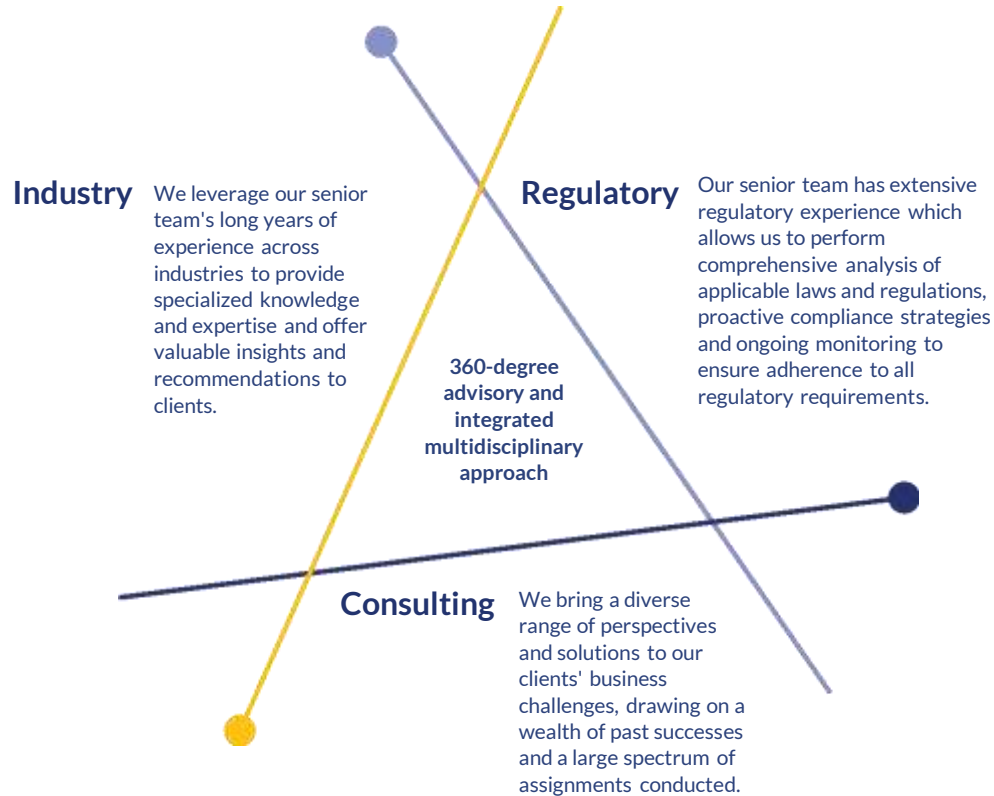 Industry
We leverage our senior
team's long years of
experience across
industries to provide
specialized knowledge
and expertise and offer
valuable insights and
recommendations to
clients.
Regulatory
Our senior team has extensive
regulatory experience which
allows us to perform
comprehensive analysis of
applicable laws and regulations,
proactive compliance strategies
and ongoing monitoring to
ensure adherence to all
regulatory requirements.
360-degree
advisory and
integrated
multidisciplinary
approach
Consulting
We bring a diverse
range of perspectives
and solutions to our
clients' business
challenges, drawing on a
wealth of past successes
and a large spectrum of
assignments conducted.